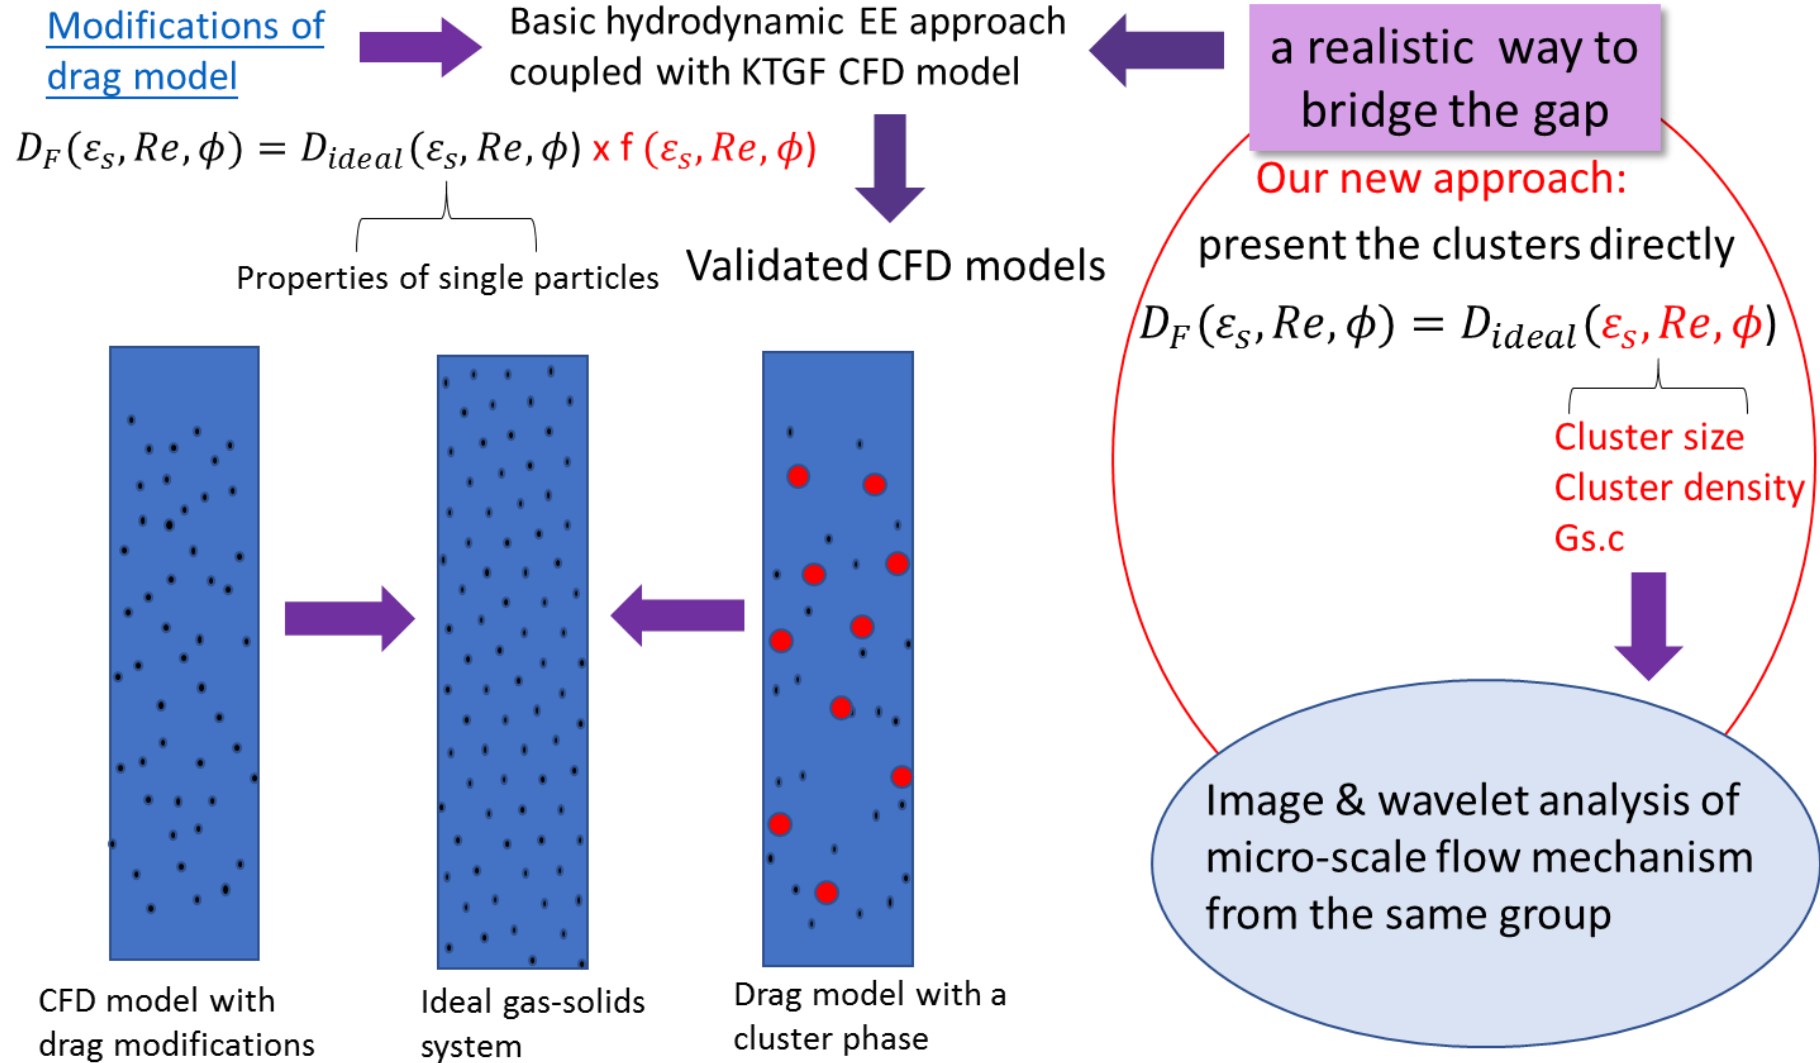 Modifications of
drag model
Basic hydrodynamic EE approach
coupled with KTGF CFD model
a realistic way to
bridge the gap
D_F(ε_s, Re, ϕ) = D_ideal(ε_s, Re, ϕ) x f (ε_s, Re, ϕ)
Properties of single particles
Validated CFD models
Our new approach:
present the clusters directly
D_F(ε_s, Re, ϕ) = D_ideal(ε_s, Re, ϕ)
Cluster size
Cluster density
Gs.c
Image & wavelet analysis of
micro-scale flow mechanism
from the same group
CFD model with
drag modifications
Ideal gas-solids
system
Drag model with a
cluster phase